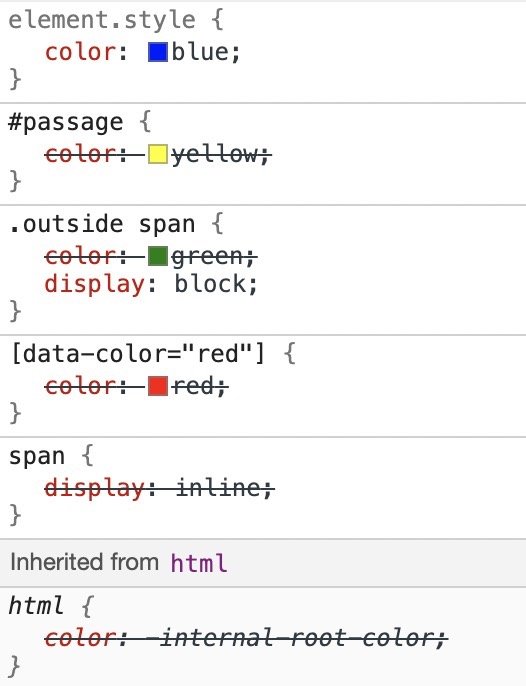 element.style {
color: blue;
}
#passage {
color: yellow;
}
.outside span {
color: green;
display: block;
}
[data-color="red"] {
color: red;
}
span {
display: inline;
}
Inherited from html
html {
color: -internal-root-color;
}